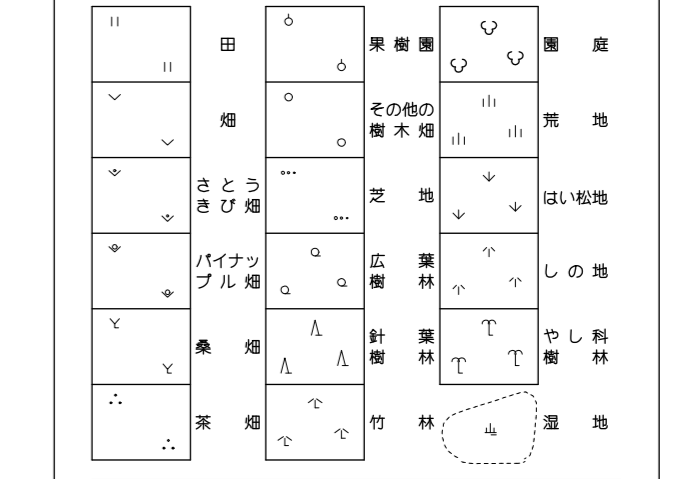 田
畑
さとう
きび畑
パイナッ
プル畑
桑畑
茶畑
果樹園
その他の
樹木畑
芝地
広葉
樹林
針葉
樹林
竹林
園庭
荒地
はい松地
しの地
やし科
樹林
湿地